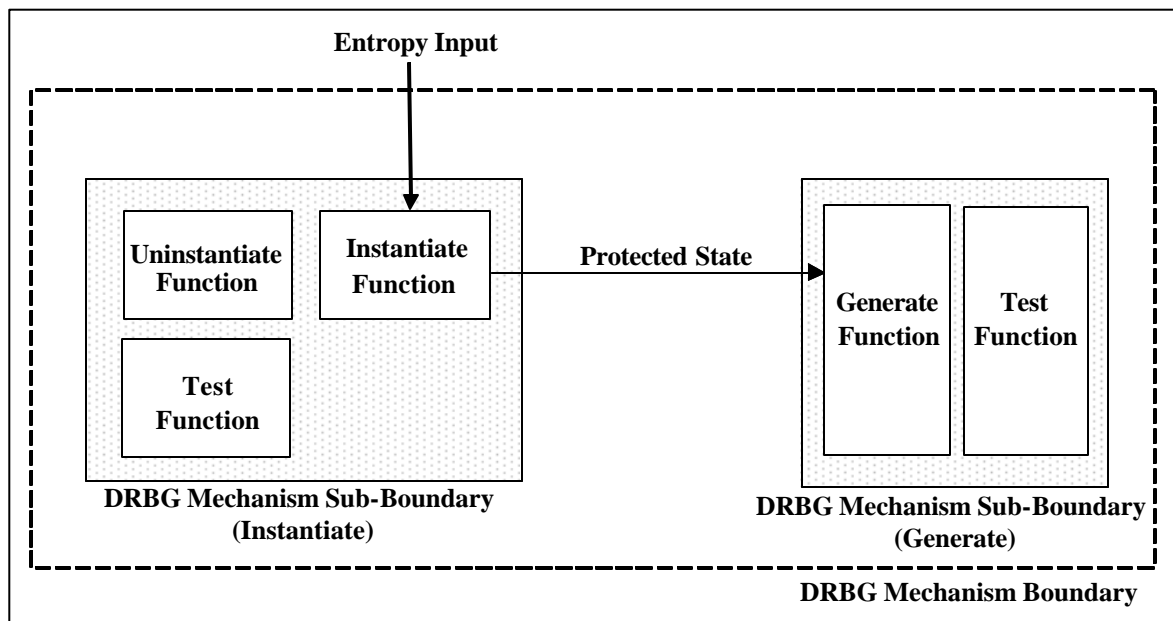 Entropy Input
Uninstantiate
Function
Instantiate
Function
Test
Function
Protected State
Generate
Function
Test
Function
DRBG Mechanism Sub-Boundary
(Instantiate)
DRBG Mechanism Sub-Boundary
(Generate)
DRBG Mechanism Boundary